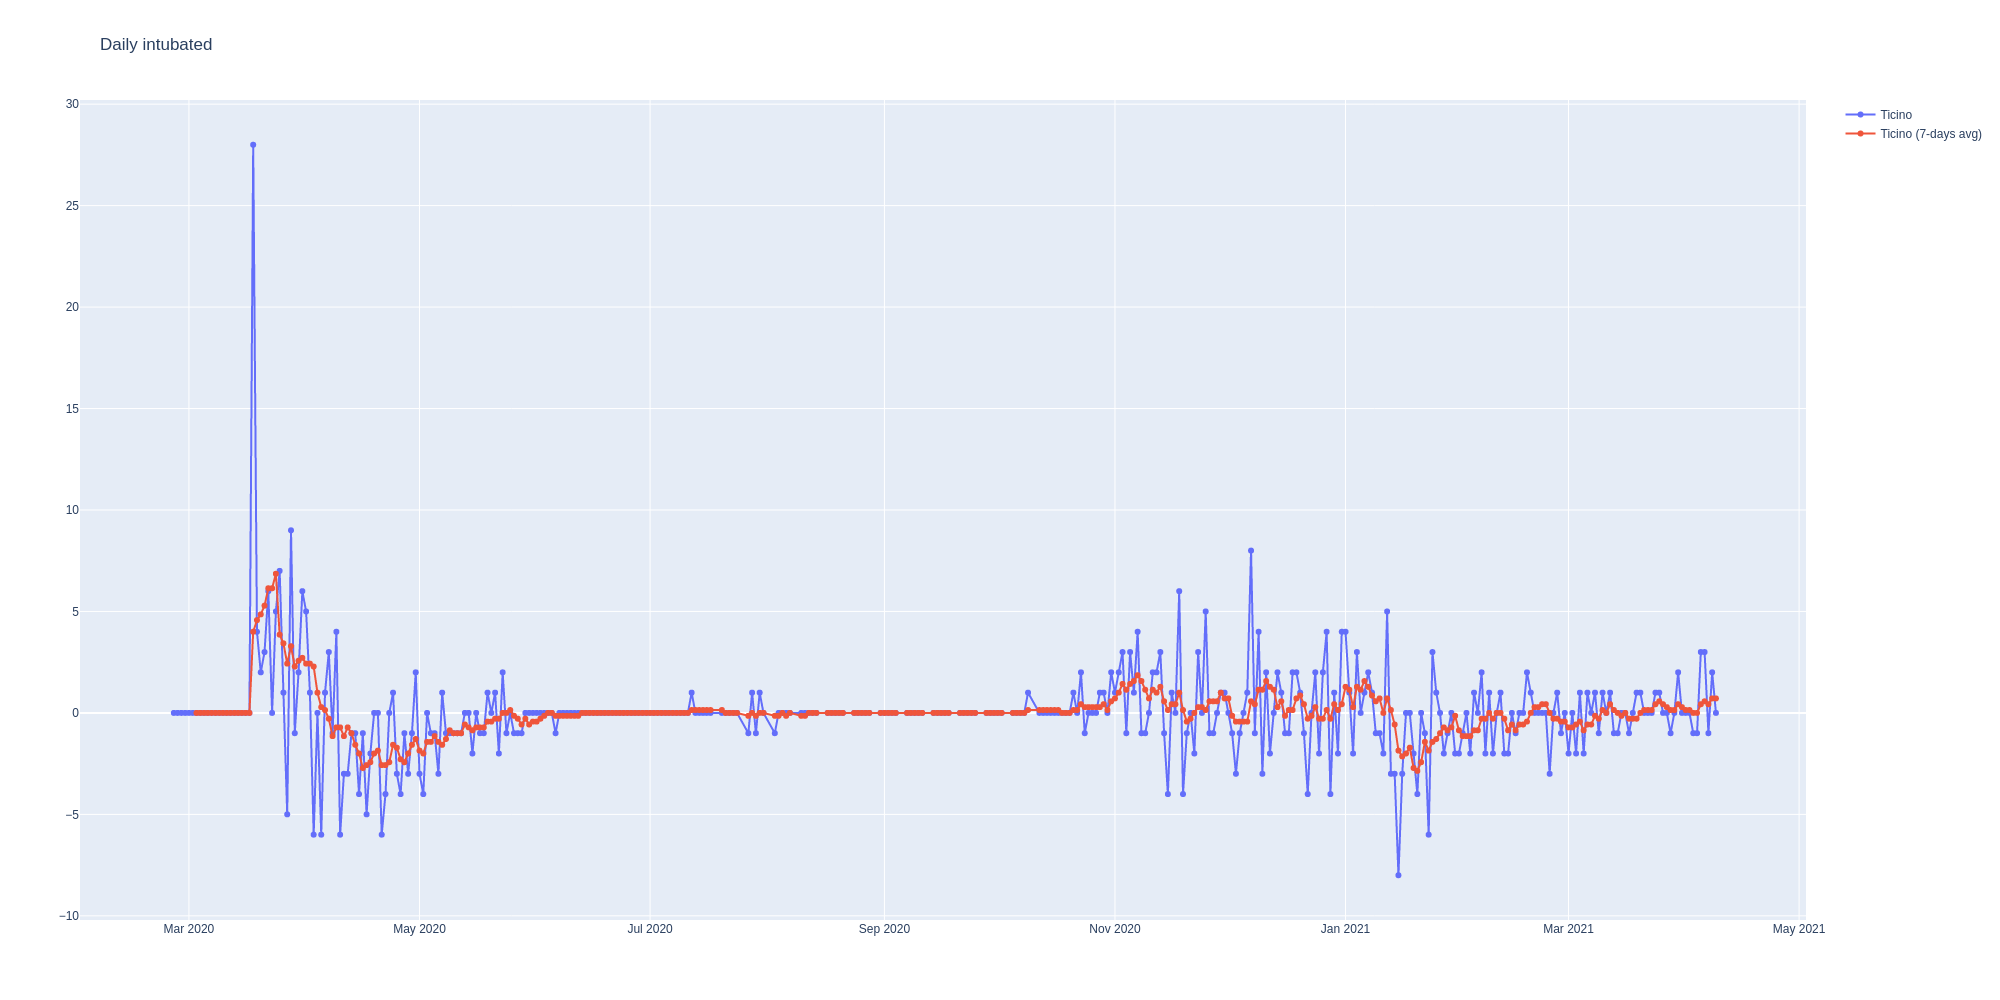 Daily intubated
30
25
20
15
10
5
0
−5
−10
Mar 2020
May 2020
Jul 2020
Sep 2020
Nov 2020
Jan 2021
Mar 2021
May 2021
Ticino
Ticino (7-days avg)